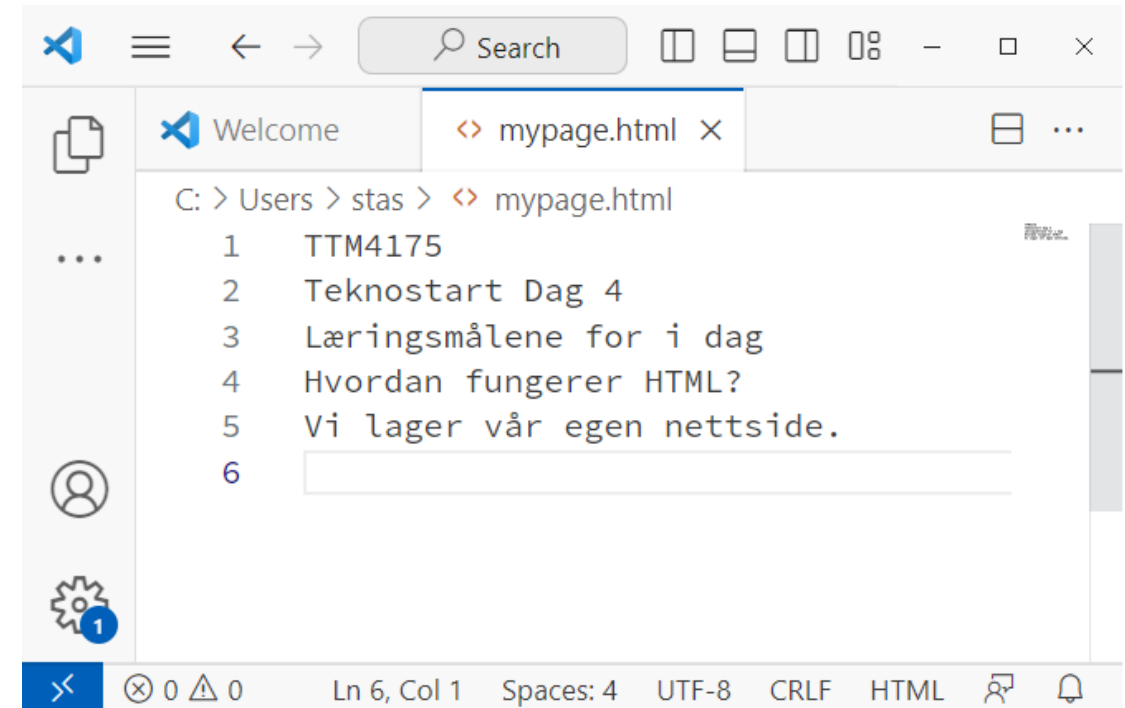 Search
Welcome
mypage.html
C: > Users > stas > mypage.html
1 TTM4175
2 Teknostart Dag 4
3 Læringsmålene for i dag
4 Hvordan fungerer HTML?
5 Vi lager vår egen nettside.
6
1
0 0 Ln 6, Col 1 Spaces: 4 UTF-8 CRLF HTML